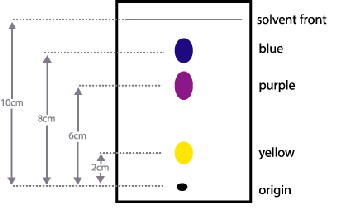 solvent front
blue
purple
yellow
origin
10cm
8cm
6cm
2cm